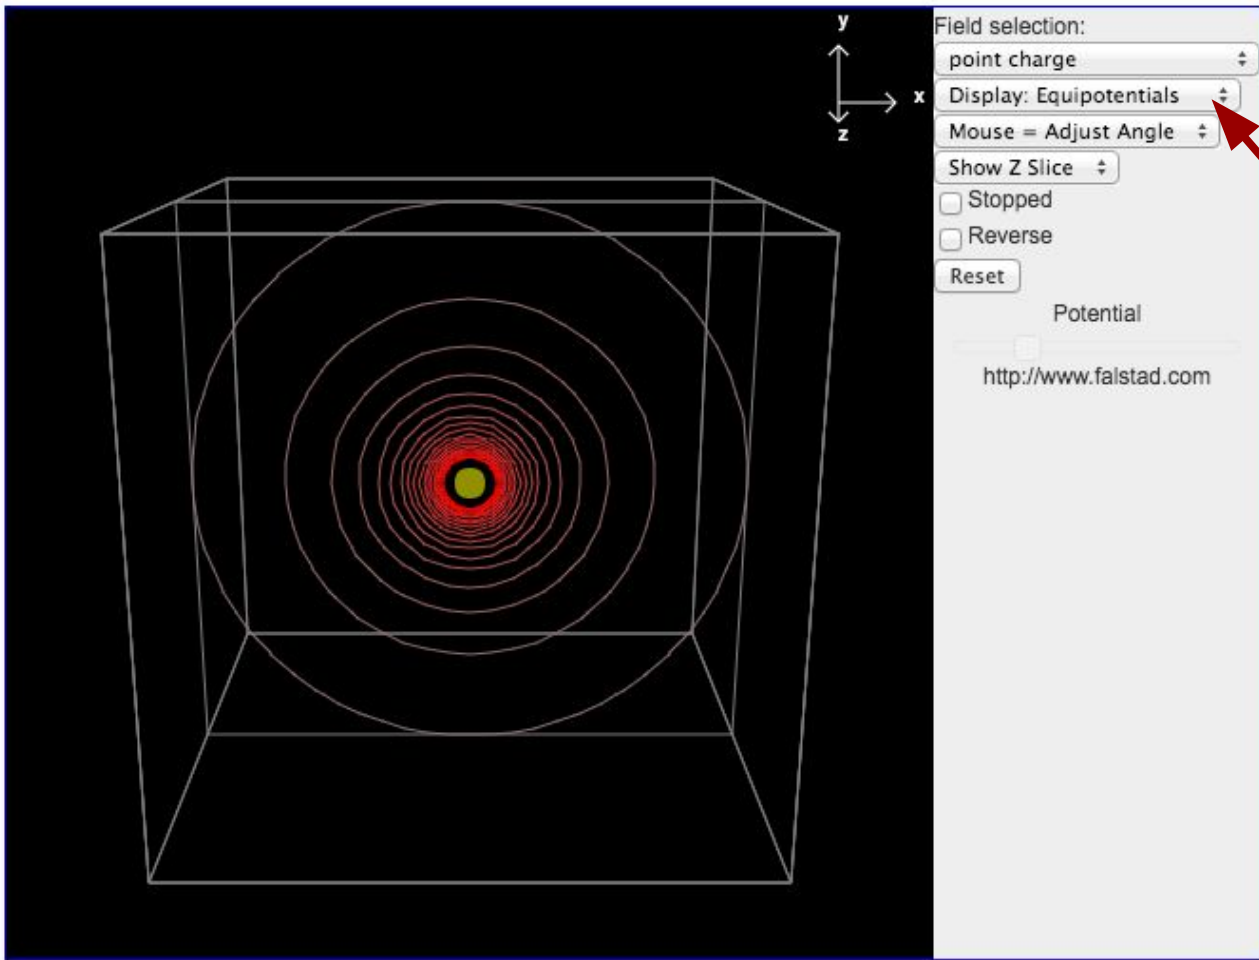 y
x
z
Field selection:
point charge
Display: Equipotentials
Mouse = Adjust Angle
Show Z Slice
Stopped
Reverse
Reset
Potential
http://www.falstad.com